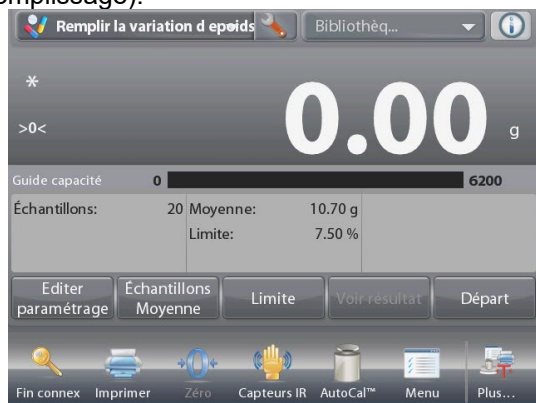 mplissage).
Remplir la variation d epoids Bibliothèq...
*
>0<
0.00 g
Guide capacité 0 6200
Échantillons: 20 Moyenne: 10.70 g
Limite: 7.50 %
Editer paramétrage
Échantillons Moyenne
Limite
Voir résultat
Départ
Fin connex Imprimer Zéro Capteurs IR AutoCal™ Menu Plus...